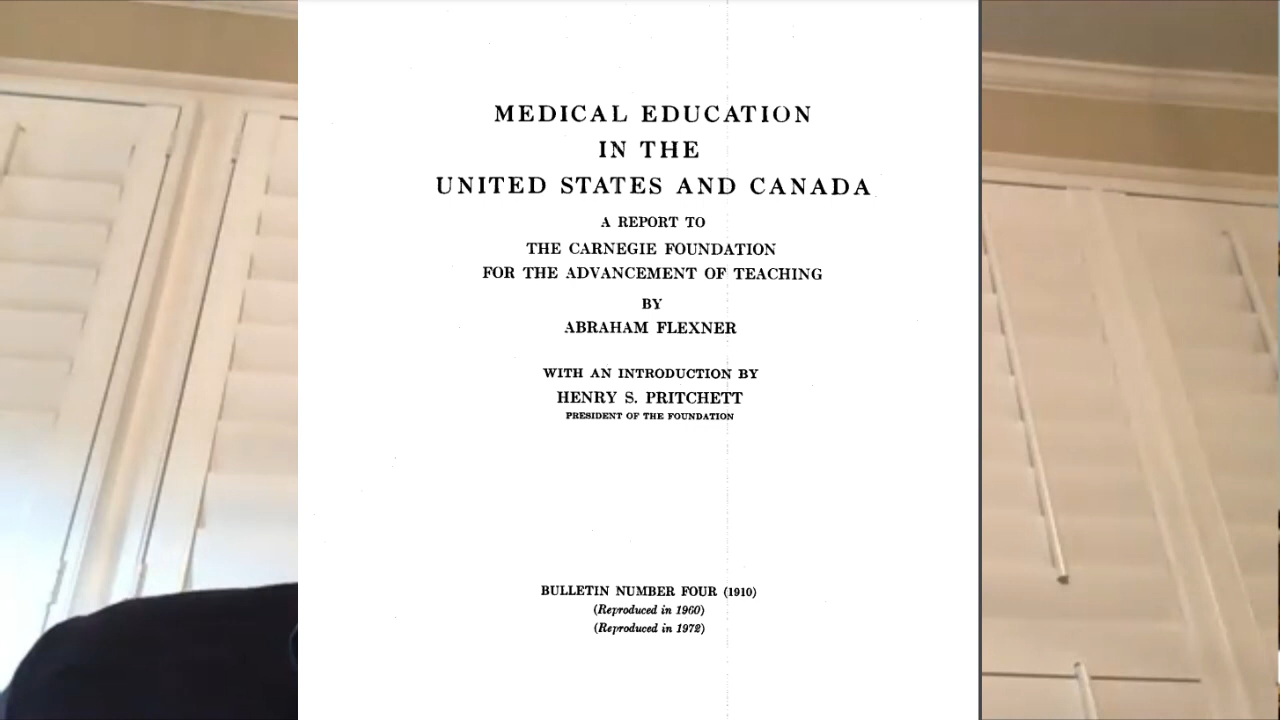 MEDICAL EDUCATION
IN THE
UNITED STATES AND CANADA
A REPORT TO
THE CARNEGIE FOUNDATION
FOR THE ADVANCEMENT OF TEACHING
BY
ABRAHAM FLEXNER
WITH AN INTRODUCTION BY
HENRY S. PRITCHETT
PRESIDENT OF THE FOUNDATION
BULLETIN NUMBER FOUR (1910)
(Reproduced in 1960)
(Reproduced in 1972)